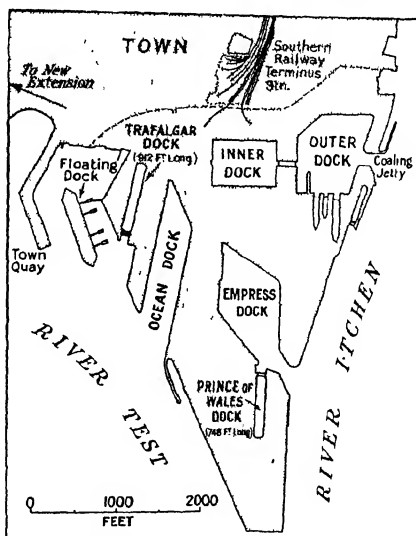 TOWN
Southern
Railway
Terminus
Stn.
To New
Extension
TRAFALGAR
DOCK
(912 FT Long)
Floating
Dock
INNER
DOCK
OUTER
DOCK
Coaling
Jetty
Town
Quay
OCEAN DOCK
EMPRESS
DOCK
RIVER TEST
RIVER ITCHEN
PRINCE OF
WALES
DOCK
(748 FT Long)
0 1000 2000
FEET